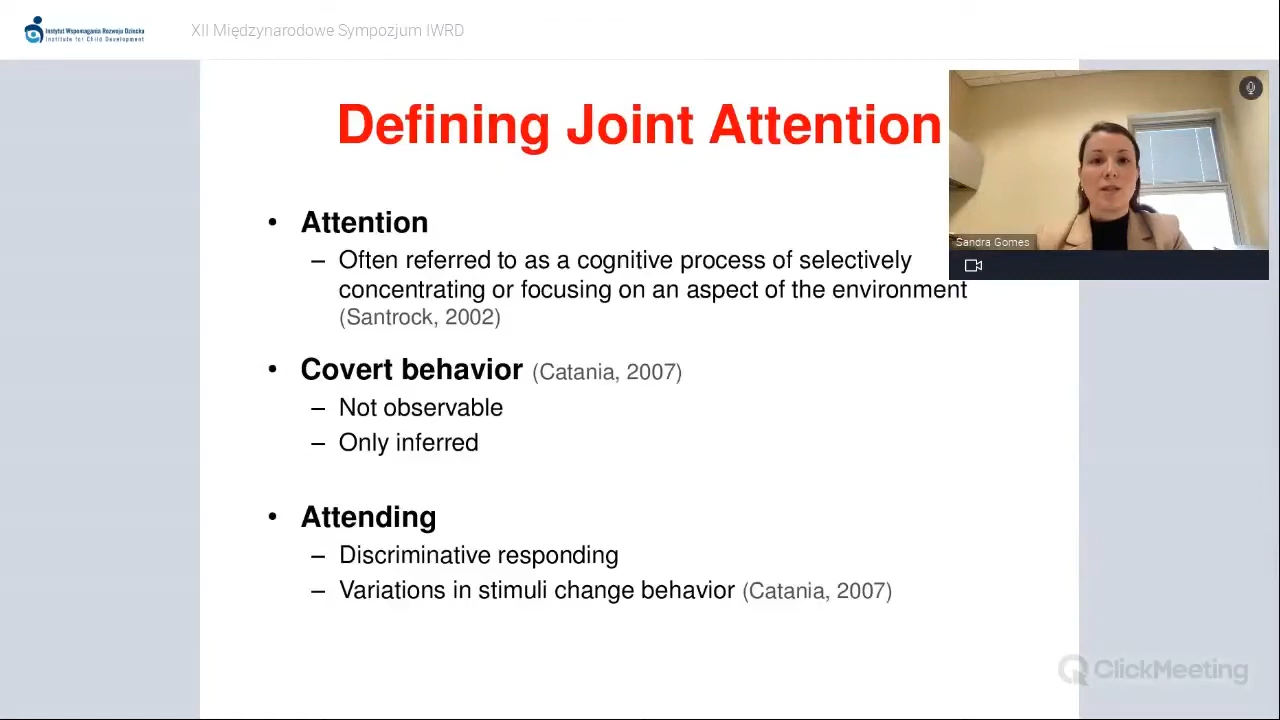 Instytut Wspomagania Rozwoju Dziecka
Institute for Child Development
XII Międzynarodowe Sympozjum IWRD
Defining Joint Attention
Sandra Gomes
• Attention
– Often referred to as a cognitive process of selectively
concentrating or focusing on an aspect of the environment
(Santrock, 2002)
• Covert behavior (Catania, 2007)
– Not observable
– Only inferred
• Attending
– Discriminative responding
– Variations in stimuli change behavior (Catania, 2007)
ClickMeeting